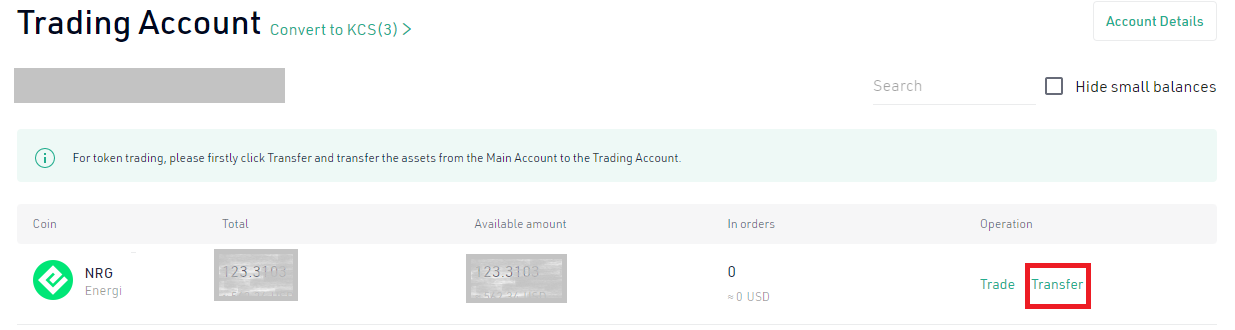 Trading Account Convert to KCS(3) >
Account Details
Search
Hide small balances
For token trading, please firstly click Transfer and transfer the assets from the Main Account to the Trading Account.
Coin Total Available amount In orders Operation
NRG 123.3103 123.3103 0 Trade Transfer
Energi ≈ 0 USD